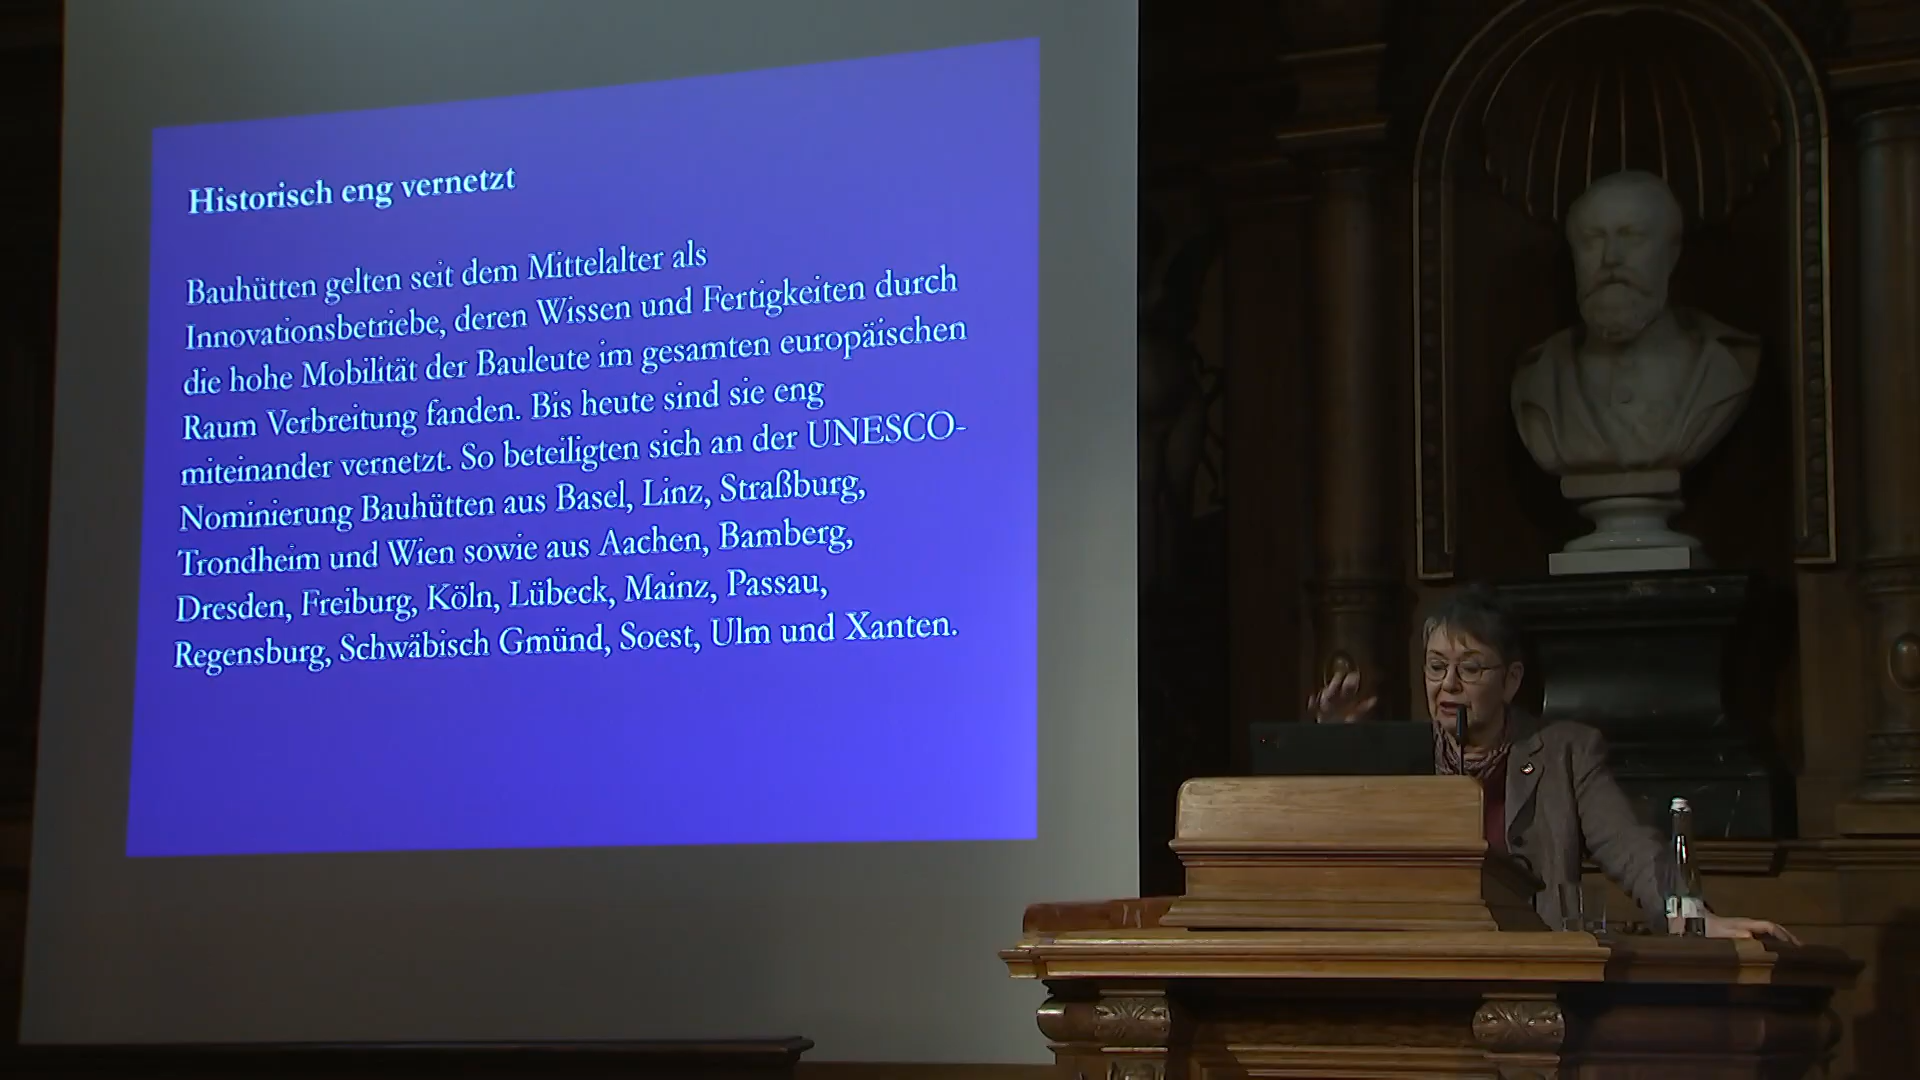 Historisch eng vernetzt
Bauhütten gelten seit dem Mittelalter als
Innovationsbetriebe, deren Wissen und Fertigkeiten durch
die hohe Mobilität der Bauleute im gesamten europäischen
Raum Verbreitung fanden. Bis heute sind sie eng
miteinander vernetzt. So beteiligten sich an der UNESCO-
Nominierung Bauhütten aus Basel, Linz, Straßburg,
Trondheim und Wien sowie aus Aachen, Bamberg,
Dresden, Freiburg, Köln, Lübeck, Mainz, Passau,
Regensburg, Schwäbisch Gmünd, Soest, Ulm und Xanten.